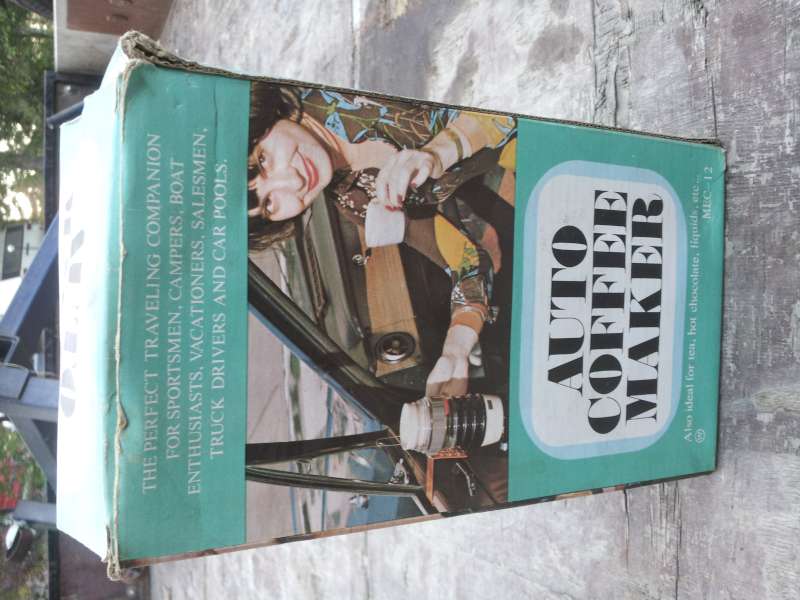 THE PERFECT TRAVELING COMPANION
FOR SPORTSMEN, CAMPERS, BOAT
ENTHUSIASTS, VACATIONERS, SALESMEN,
TRUCK DRIVERS AND CAR POOLS.
AUTO
COFFEE
MAKER
Also ideal for tea, hot chocolate, liquids, etc...
MEC-12